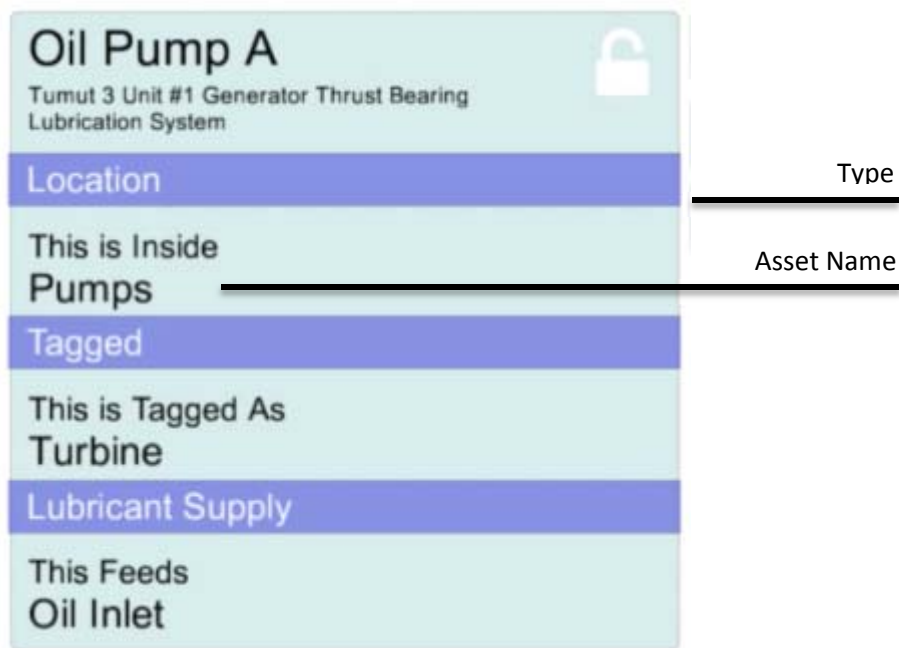 Oil Pump A
Tumut 3 Unit #1 Generator Thrust Bearing
Lubrication System
Location
Type
This is Inside
Asset Name
Pumps
Tagged
This is Tagged As
Turbine
Lubricant Supply
This Feeds
Oil Inlet